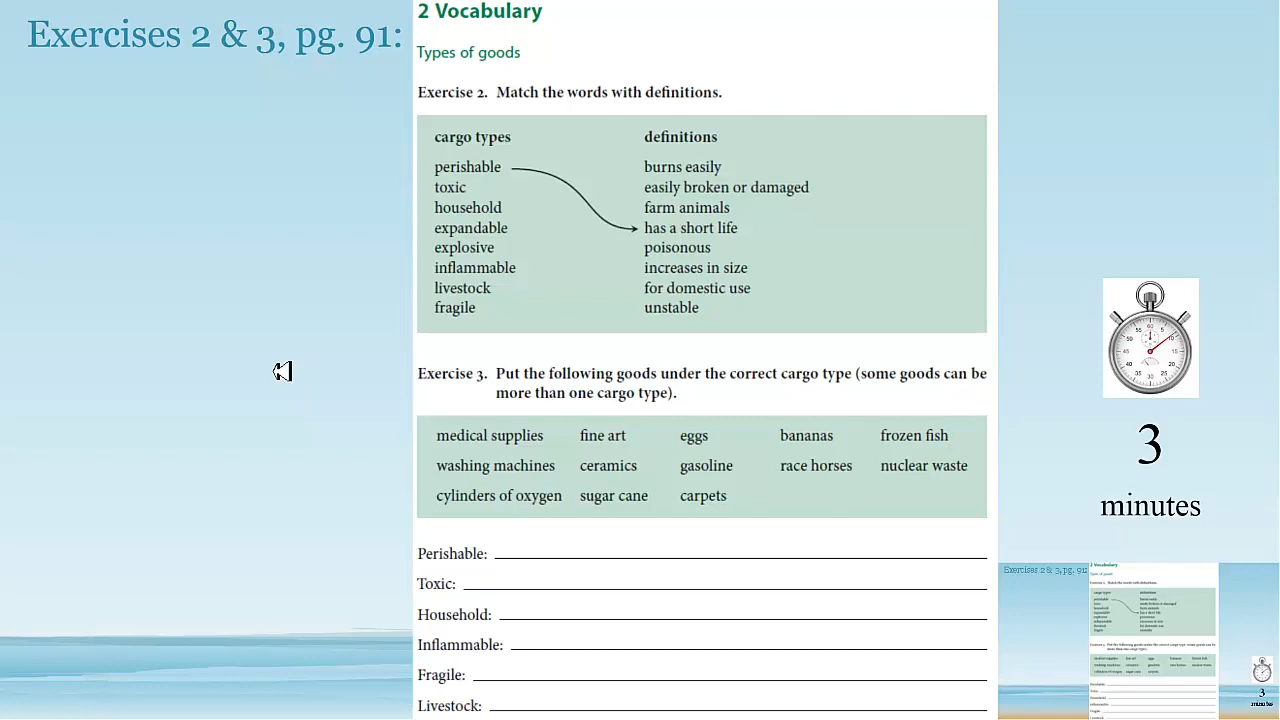 Exercises 2 & 3, pg. 91:
2 Vocabulary
Types of goods
Exercise 2. Match the words with definitions.
cargo types definitions
perishable burns easily
toxic easily broken or damaged
household farm animals
expandable has a short life
explosive poisonous
inflammable increases in size
livestock for domestic use
fragile unstable
Exercise 3. Put the following goods under the correct cargo type (some goods can be
more than one cargo type).
medical supplies fine art eggs bananas frozen fish
washing machines ceramics gasoline race horses nuclear waste
cylinders of oxygen sugar cane carpets
Perishable:
Toxic:
Household:
Inflammable:
Fragile:
Livestock:
3
minutes